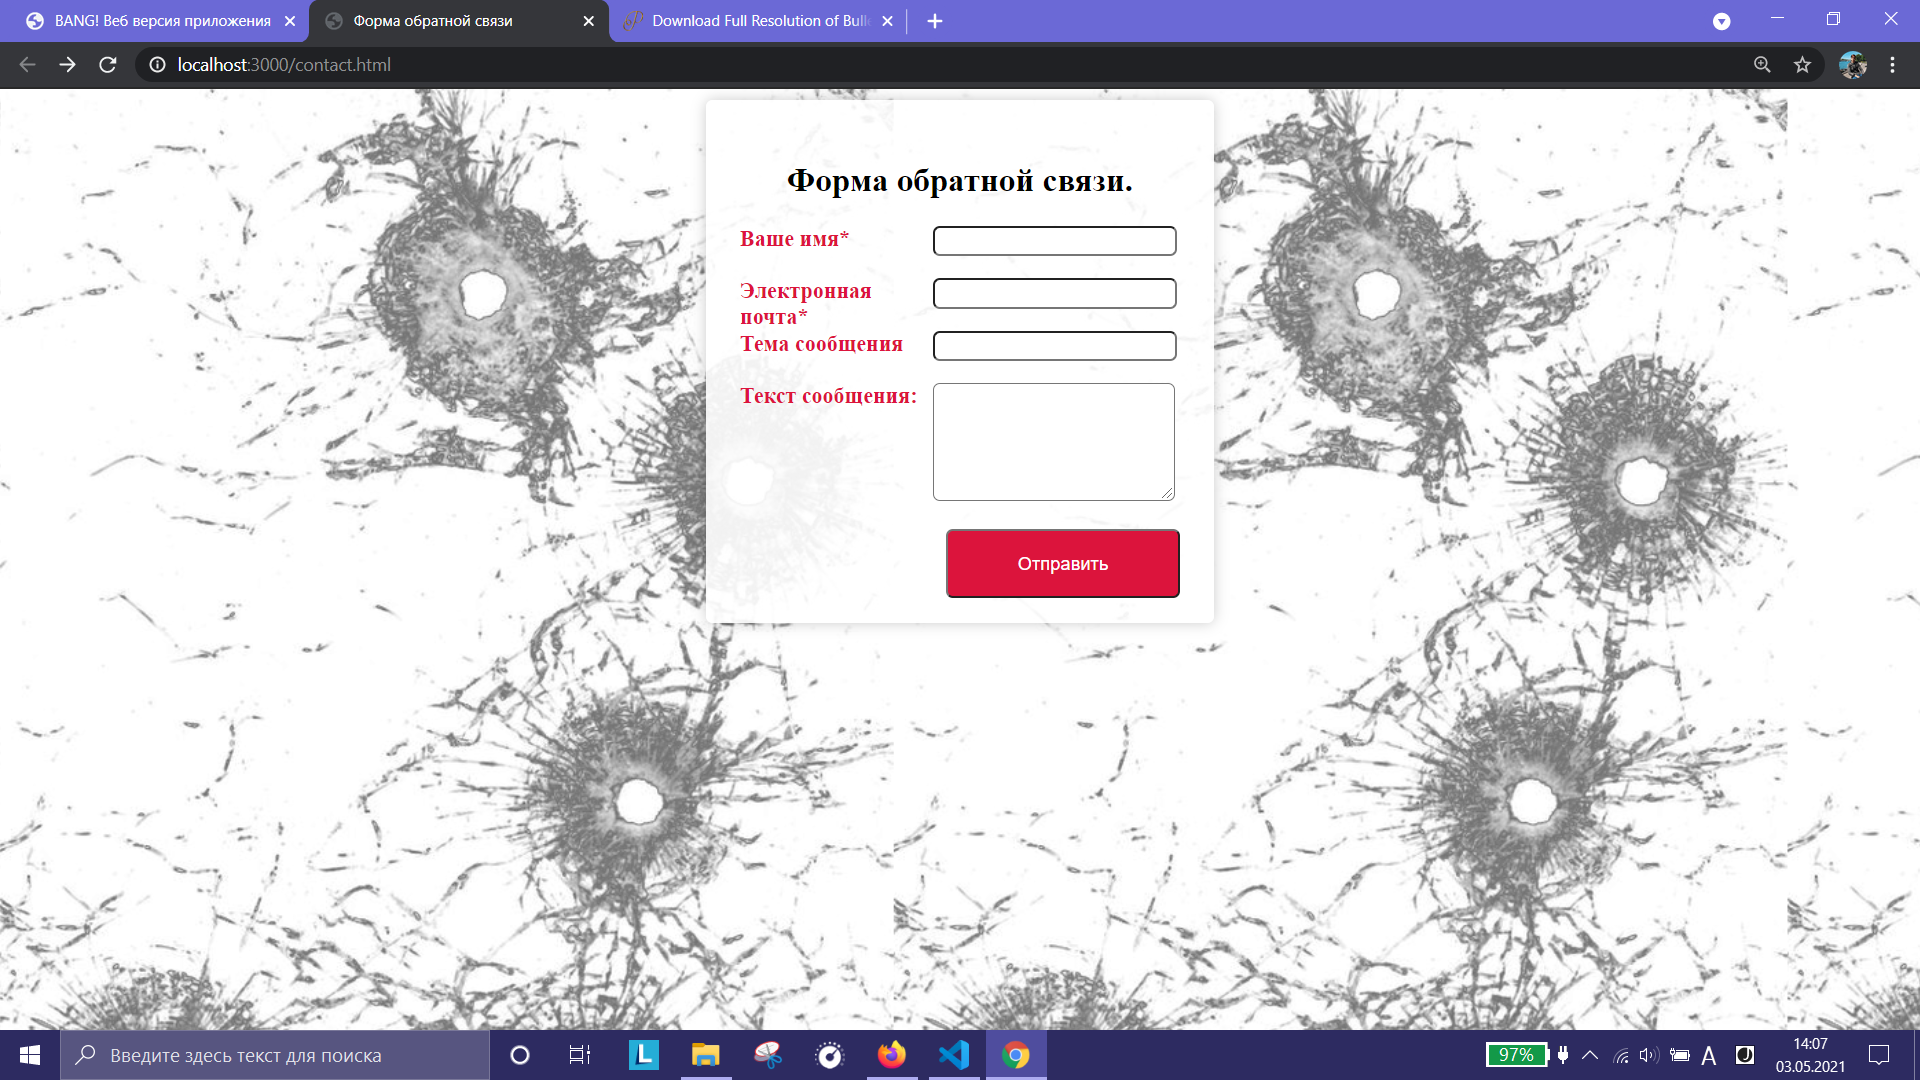 BANG! Веб версия приложения
Форма обратной связи
Download Full Resolution of Bull
localhost:3000/contact.html
Форма обратной связи.
Ваше имя*
Электронная
почта*
Тема сообщения
Текст сообщения:
Отправить
Введите здесь текст для поиска
L
97%
A
J
14:07
03.05.2021